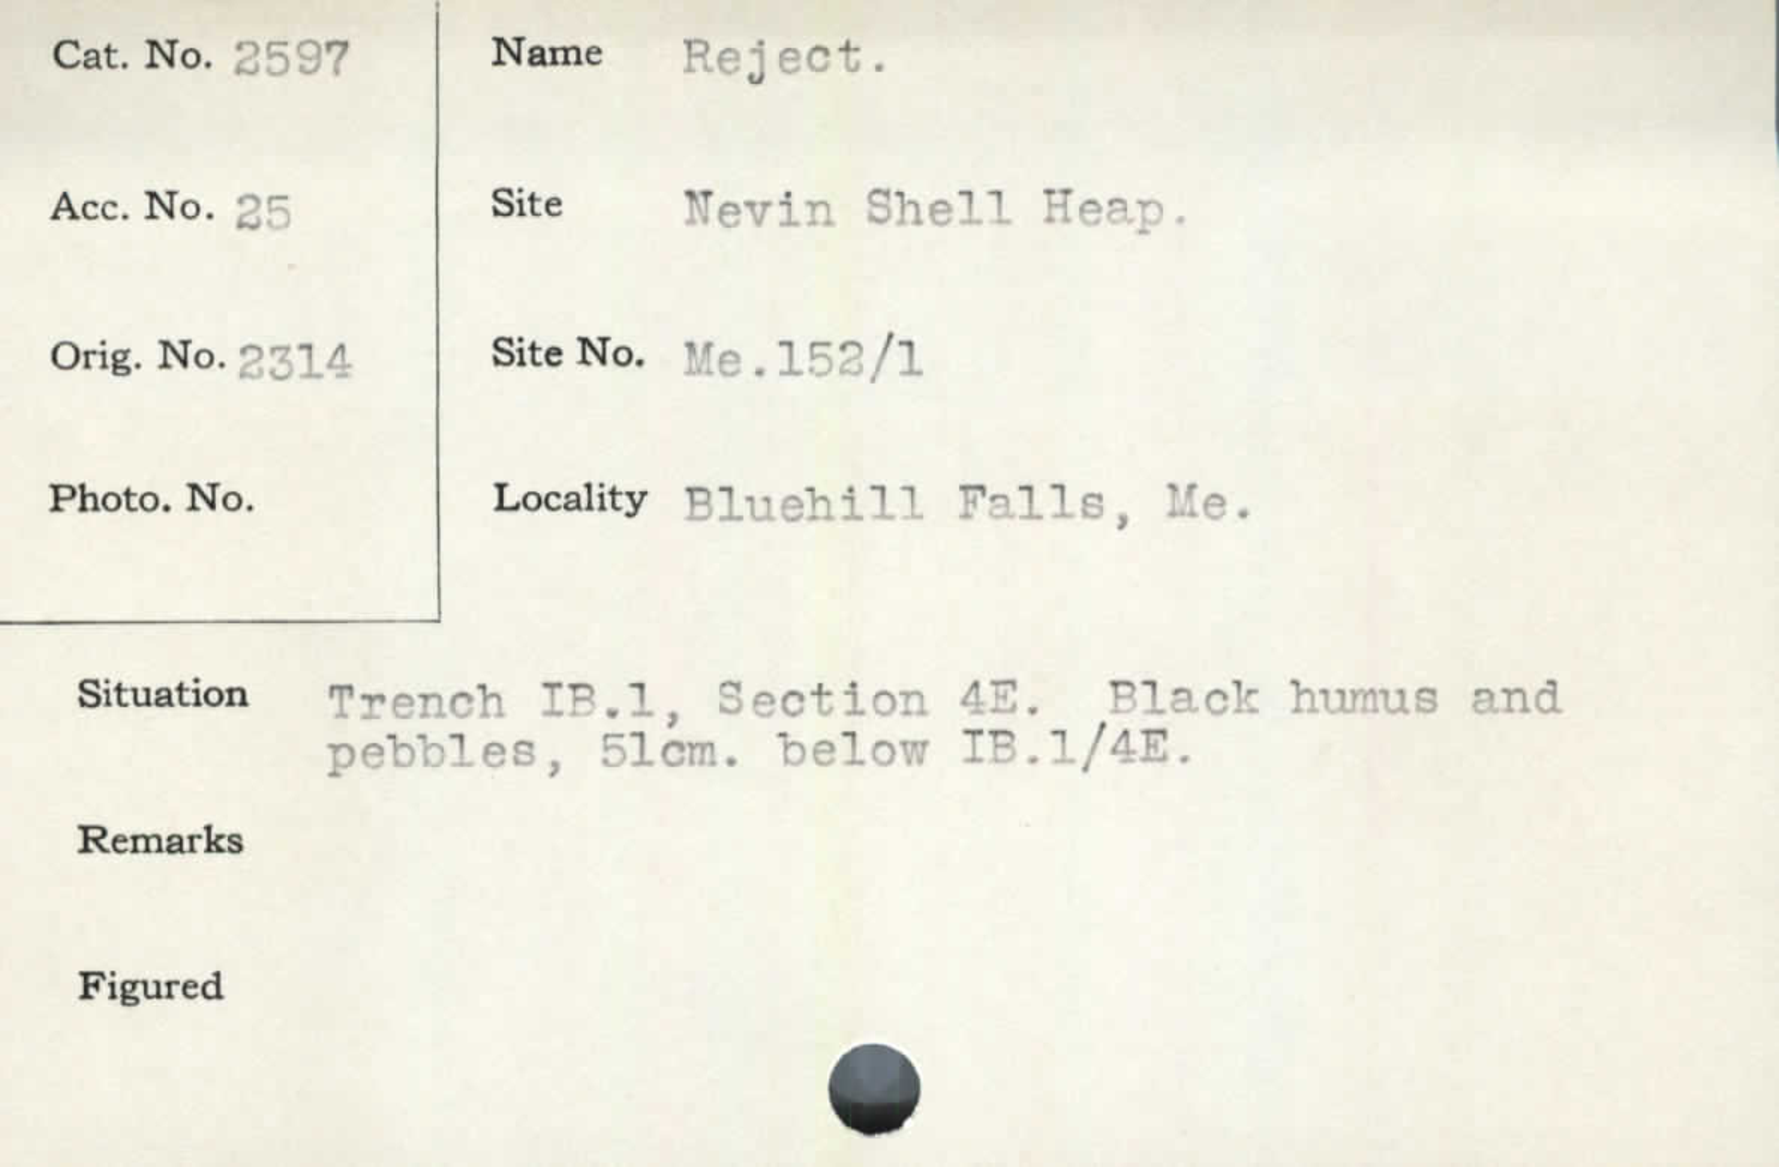 Cat. No. 2597
Name Reject.
Acc. No. 25
Site Nevin Shell Heap.
Orig. No. 2314
Site No. Me.152/1
Photo. No.
Locality Bluehill Falls, Me.
Situation Trench IB.1, Section 4E. Black humus and
pebbles, 51cm. below IB.1/4E.
Remarks
Figured